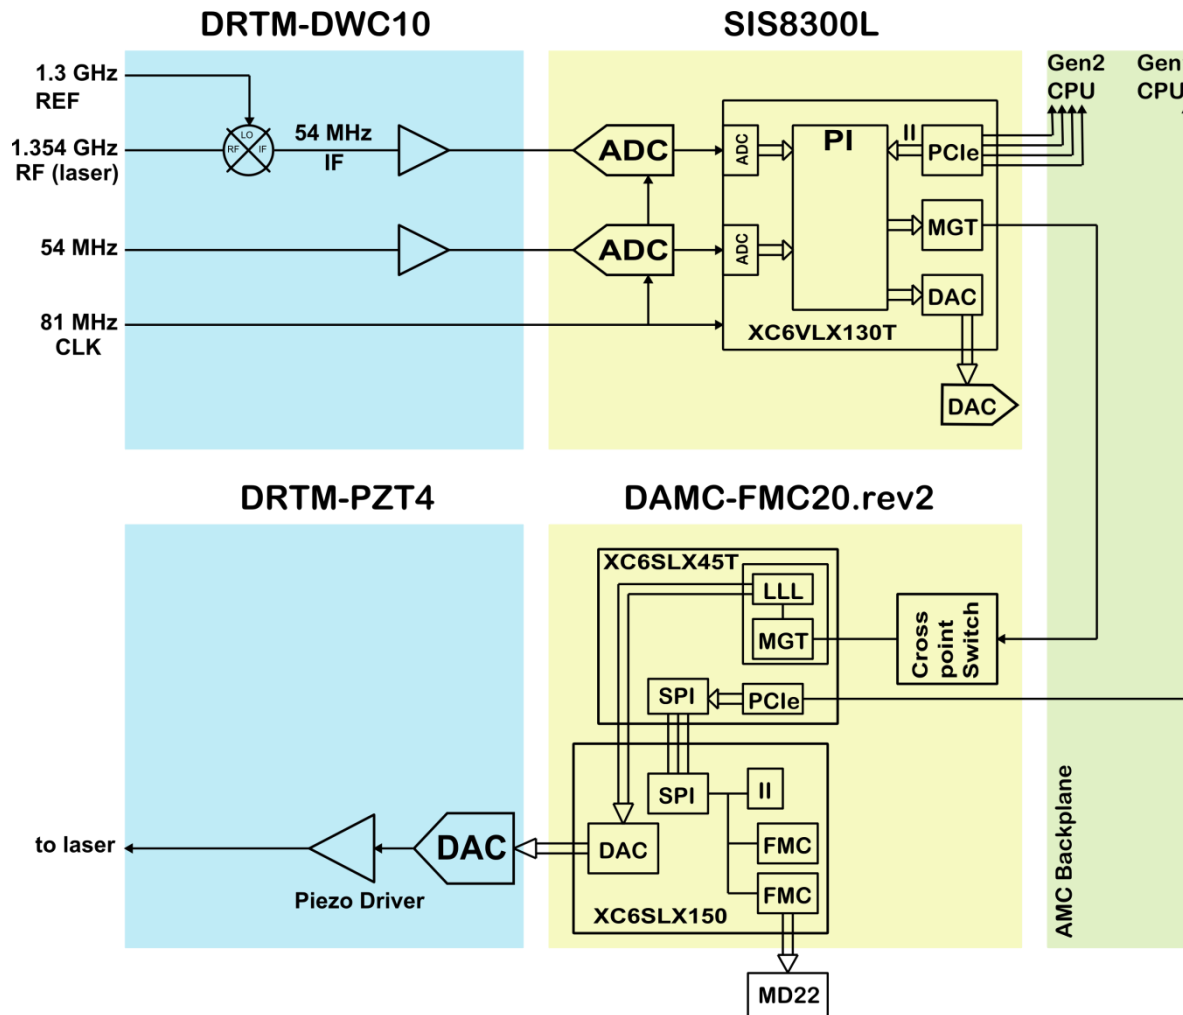 DRTM-DWC10
SIS8300L
1.3 GHz
REF
1.354 GHz
RF (laser)
LO
RF
IF
54 MHz
IF
54 MHz
81 MHz
CLK
ADC
ADC
ADC
ADC
PI
II
PCIe
MGT
DAC
XC6VLX130T
DAC
Gen2
CPU
Gen
CPU
DRTM-PZT4
DAMC-FMC20.rev2
XC6SLX45T
LLL
MGT
Cross
point
Switch
SPI
PCIe
SPI
II
DAC
FMC
FMC
XC6SLX150
MD22
to laser
DAC
Piezo Driver
AMC Backplane